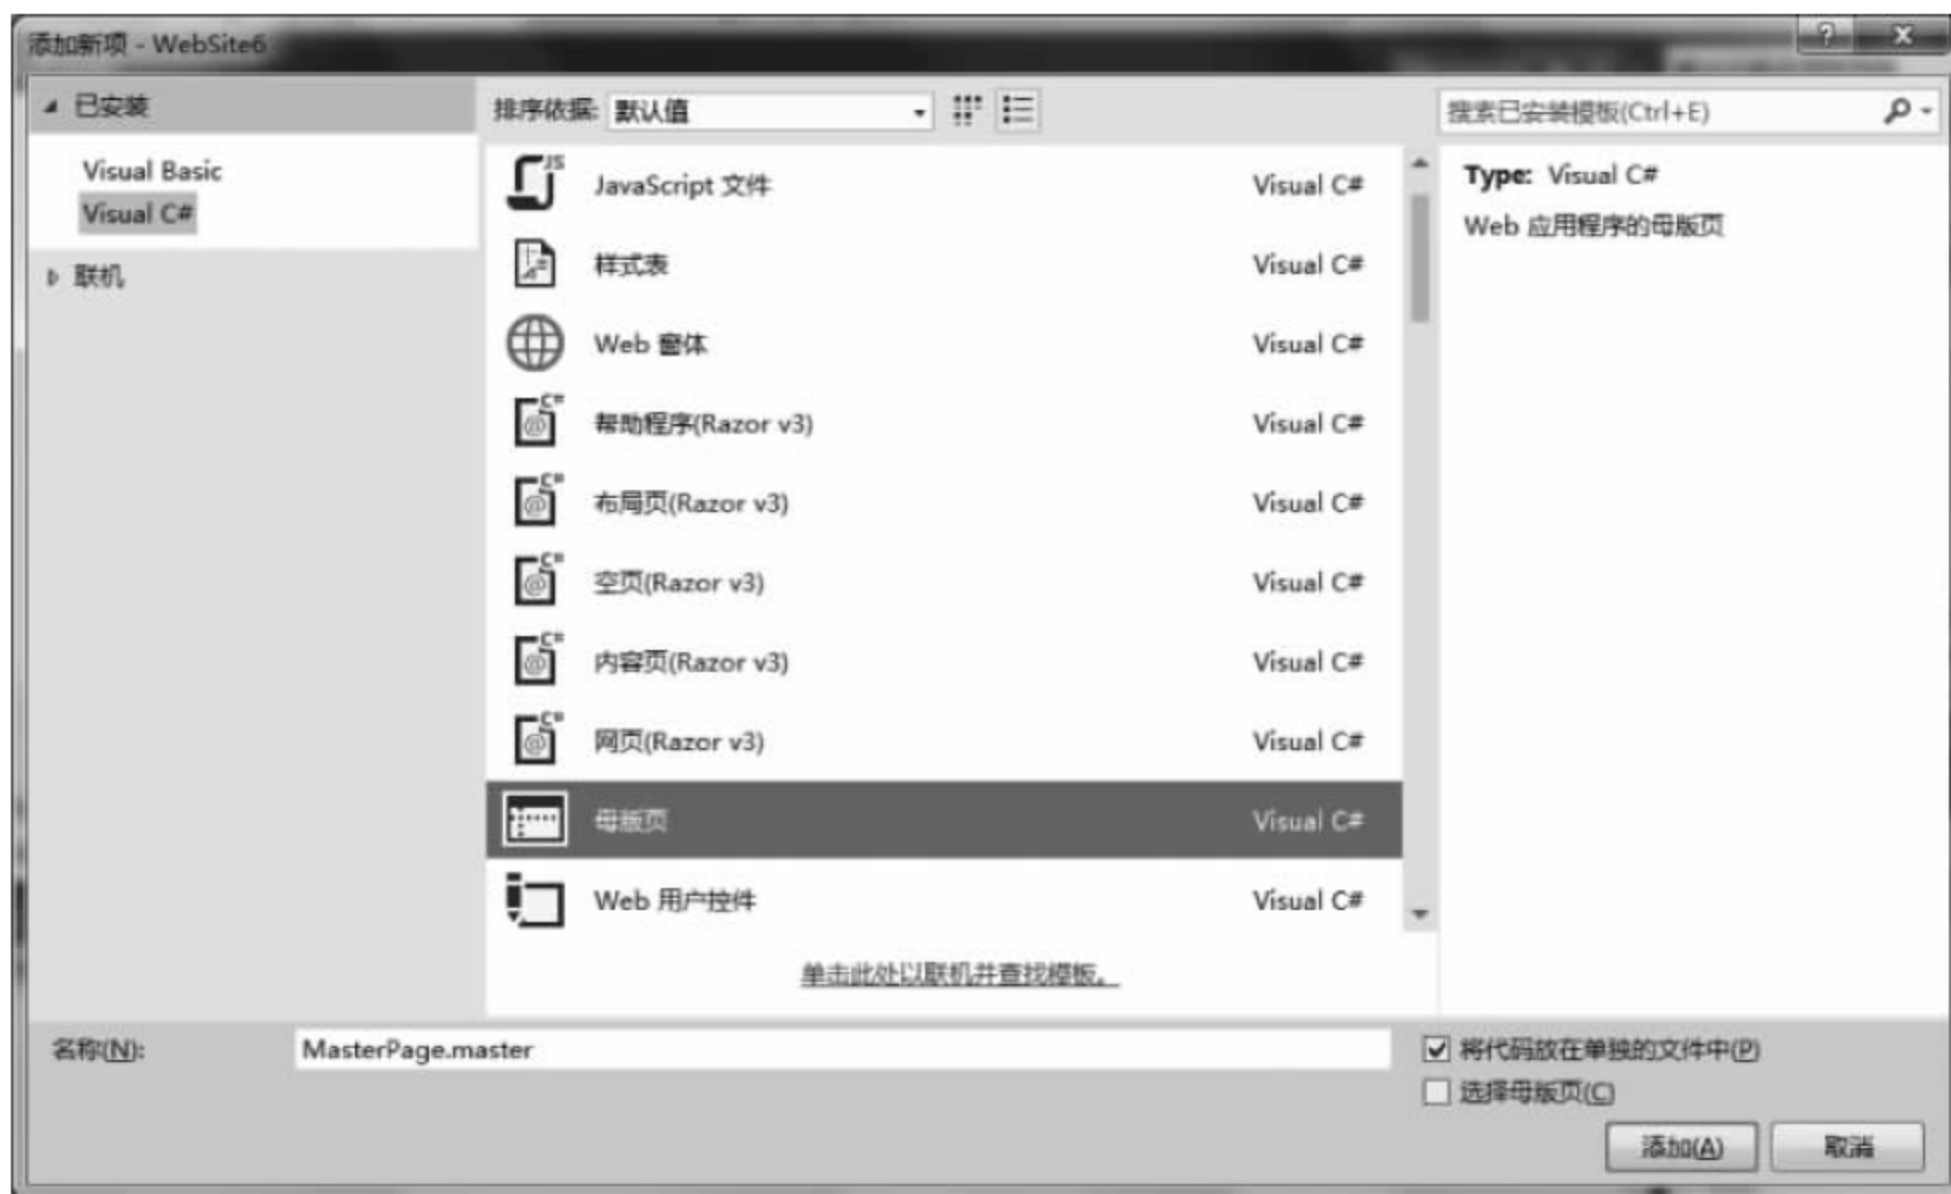 添加新项 - WebSite6
? x
已安装
Visual Basic
Visual C#
联机
排序依据: 默认值
JavaScript 文件 Visual C#
样式表 Visual C#
Web 窗体 Visual C#
帮助程序(Razor v3) Visual C#
布局页(Razor v3) Visual C#
空页(Razor v3) Visual C#
内容页(Razor v3) Visual C#
网页(Razor v3) Visual C#
母版页 Visual C#
Web 用户控件 Visual C#
单击此处以联机并查找模板。
搜索已安装模板(Ctrl+E)
Type: Visual C#
Web 应用程序的母版页
名称(N): MasterPage.master
将代码放在单独的文件中(P)
选择母版页(C)
添加(A) 取消